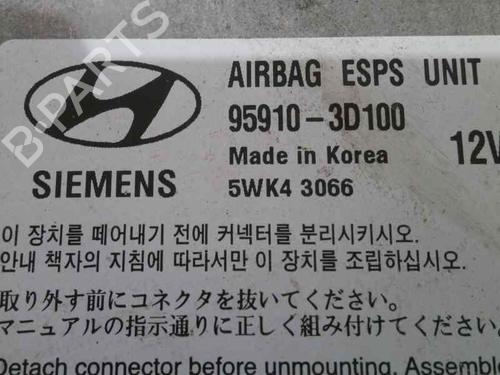 AIRBAG ESPS UNIT
95910-3D100
Made in Korea 12V
SIEMENS 5WK4 3066
이 장치를 떼어내기 전에 커넥터를 분리시키시오.
안내 책자의 지침에 따라서만 이 장치를 조립하십시오.
取り外す前にコネクタを抜いてください。
マニュアルの指示通りに正しく組み付けてください。
Detach connector before unmounting. Assemble
B-PARTS